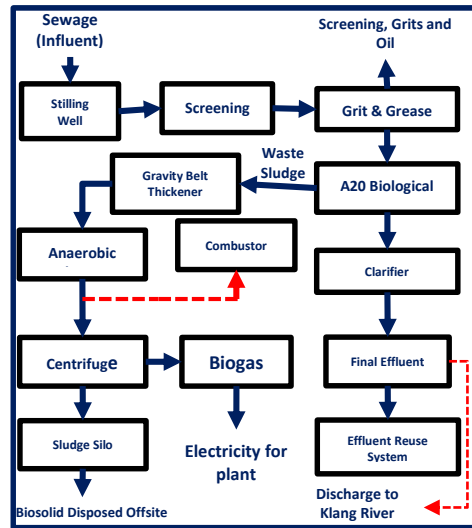 Sewage
(Influent)
Screening, Grits and
Oil
Stilling
Well
Screening
Grit & Grease
Waste
Sludge
Gravity Belt
Thickener
A20 Biological
Anaerobic
Combustor
Clarifier
Centrifuge
Biogas
Final Effluent
Sludge Silo
Electricity for
plant
Effluent Reuse
System
Biosolid Disposed Offsite
Discharge to
Klang River